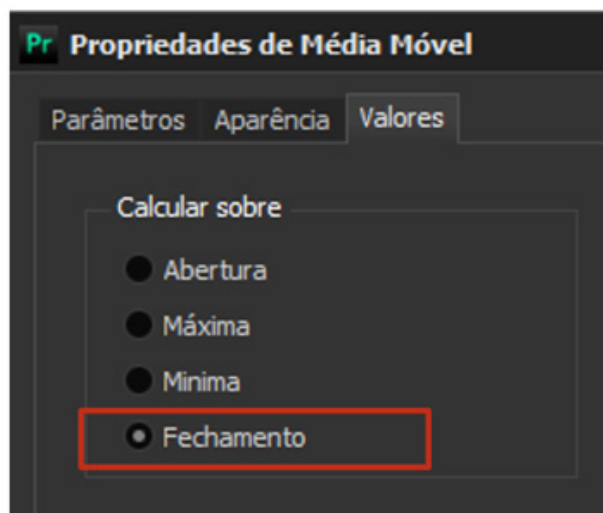 Pr Propriedades de Média Móvel
Parâmetros Aparência Valores
Calcular sobre
Abertura
Máxima
Minima
Fechamento